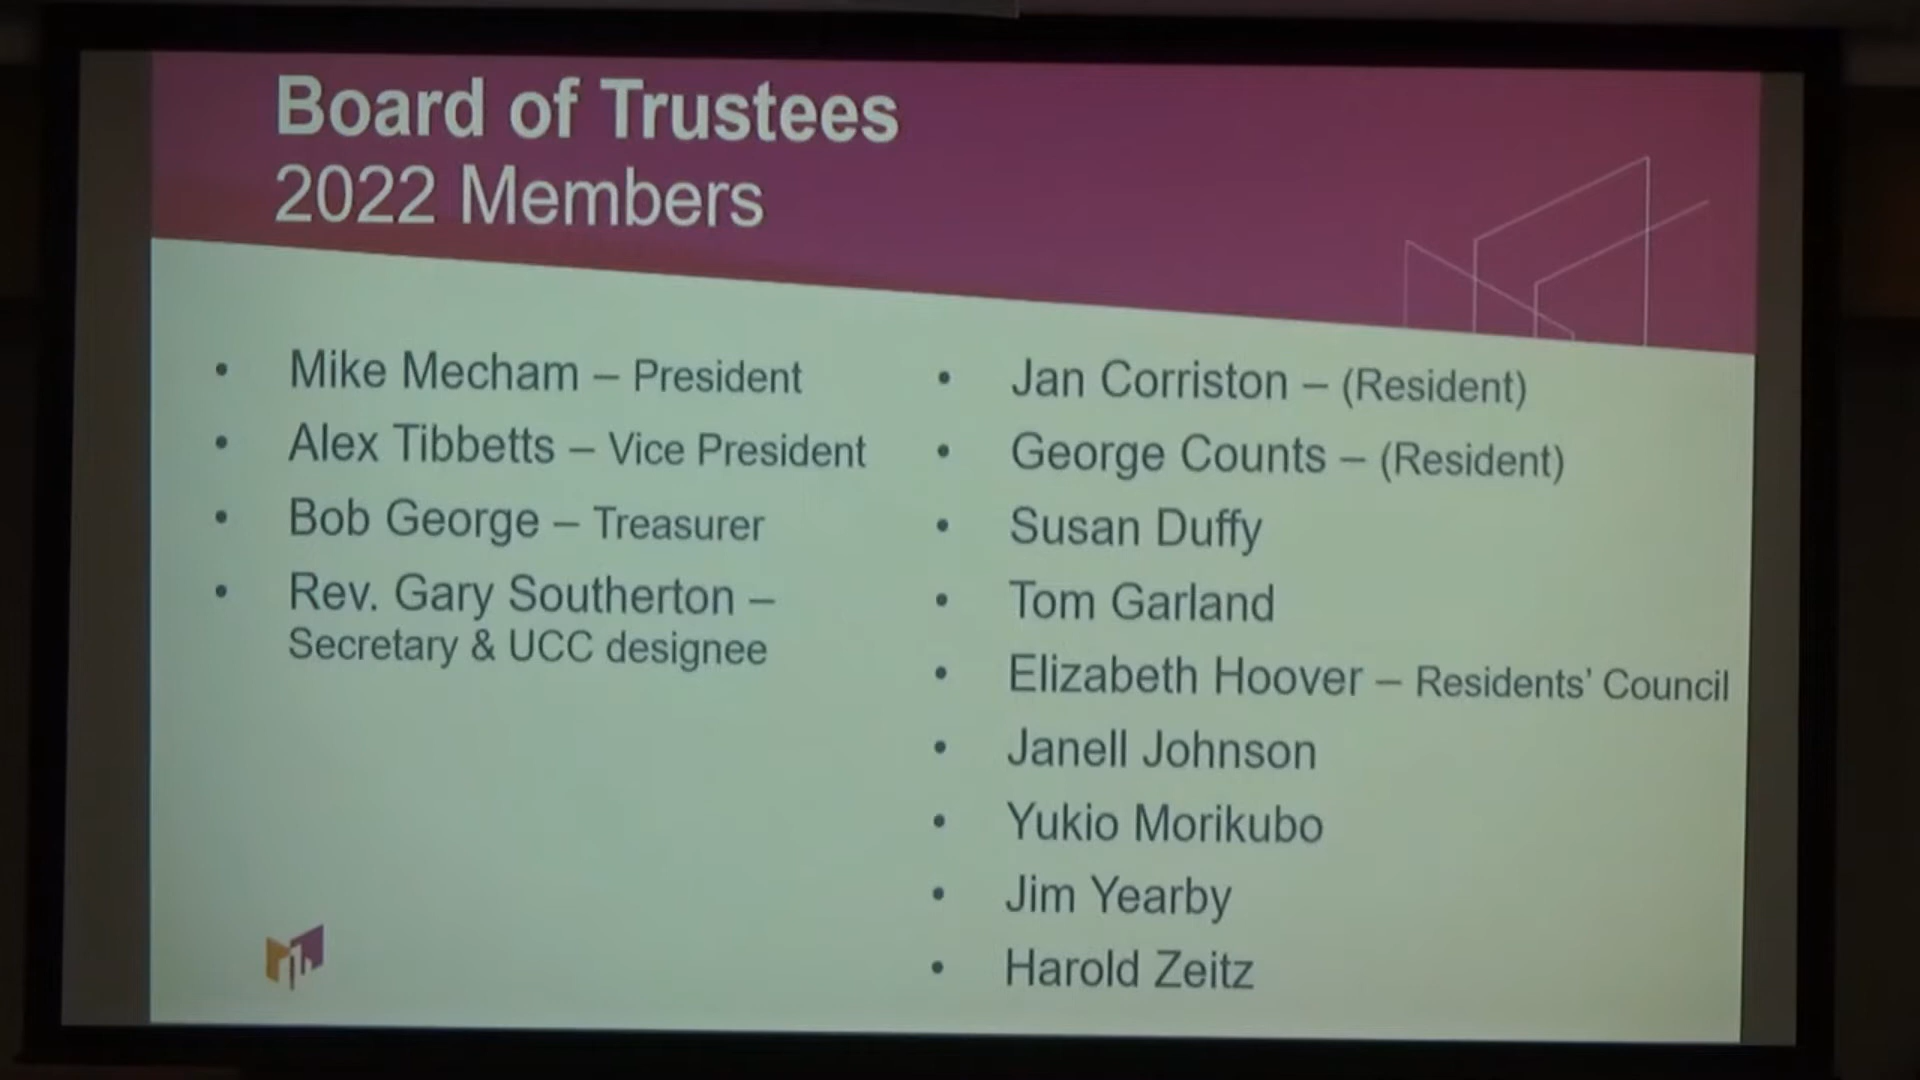 Board of Trustees
2022 Members
• Mike Mecham – President
• Alex Tibbetts – Vice President
• Bob George – Treasurer
• Rev. Gary Southerton –
Secretary & UCC designee
• Jan Corriston – (Resident)
• George Counts – (Resident)
• Susan Duffy
• Tom Garland
• Elizabeth Hoover – Residents' Council
• Janell Johnson
• Yukio Morikubo
• Jim Yearby
• Harold Zeitz